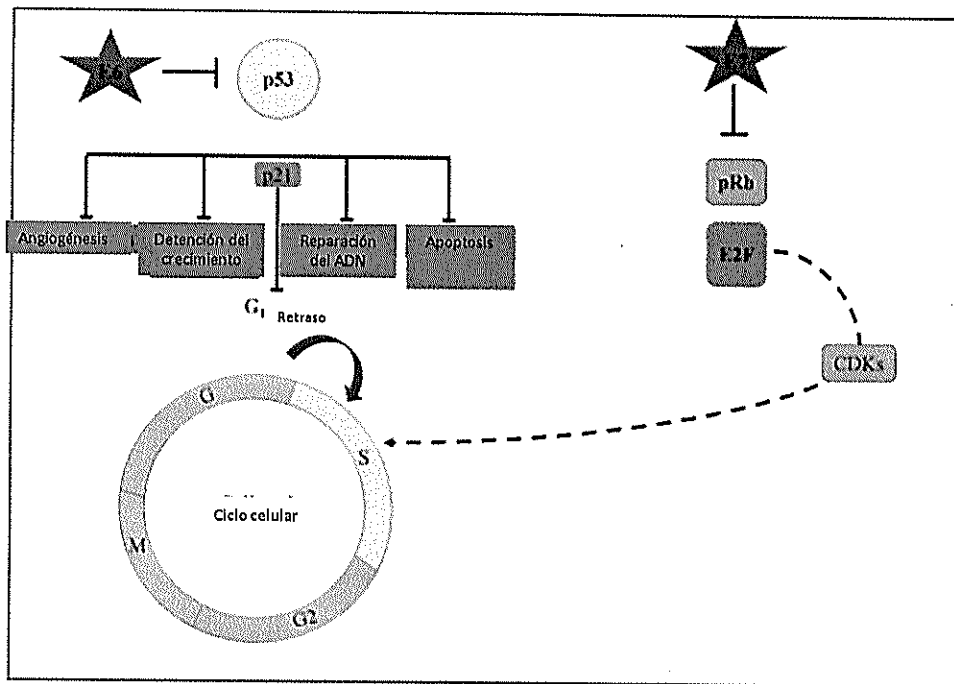 E6
p53
E7
p21
pRb
Angiogénesis
Detención del
crecimiento
Reparación
del ADN
Apoptosis
E2F
G1 Retraso
CDKs
G
S
Ciclo celular
M
G2